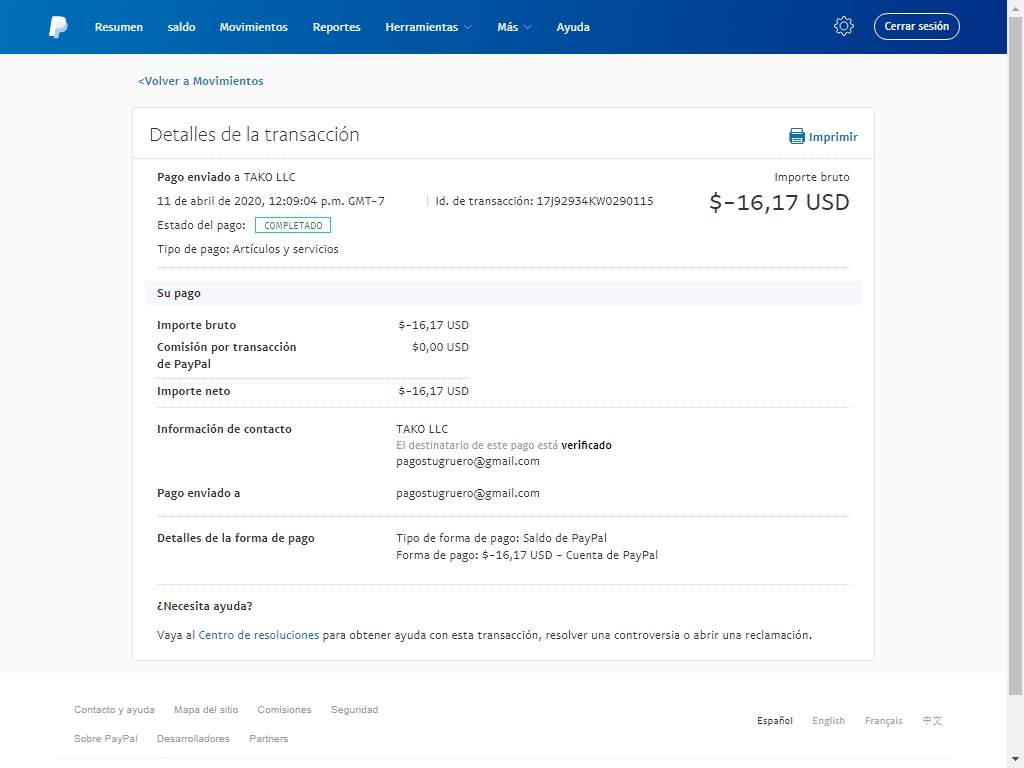 Resumen saldo Movimientos Reportes Herramientas Más Ayuda Cerrar sesión
<Volver a Movimientos
Detalles de la transacción Imprimir
Pago enviado a TAKO LLC Importe bruto
11 de abril de 2020, 12:09:04 p.m. GMT-7 | Id. de transacción: 17J92934KW0290115 $-16,17 USD
Estado del pago: COMPLETADO
Tipo de pago: Artículos y servicios
Su pago
Importe bruto $-16,17 USD
Comisión por transacción $0,00 USD
de PayPal
Importe neto $-16,17 USD
Información de contacto TAKO LLC
El destinatario de este pago está verificado
pagostugruero@gmail.com
Pago enviado a pagostugruero@gmail.com
Detalles de la forma de pago Tipo de forma de pago: Saldo de PayPal
Forma de pago: $-16,17 USD - Cuenta de PayPal
¿Necesita ayuda?
Vaya al Centro de resoluciones para obtener ayuda con esta transacción, resolver una controversia o abrir una reclamación.
Contacto y ayuda Mapa del sitio Comisiones Seguridad
Español English Français 中文
Sobre PayPal Desarrolladores Partners